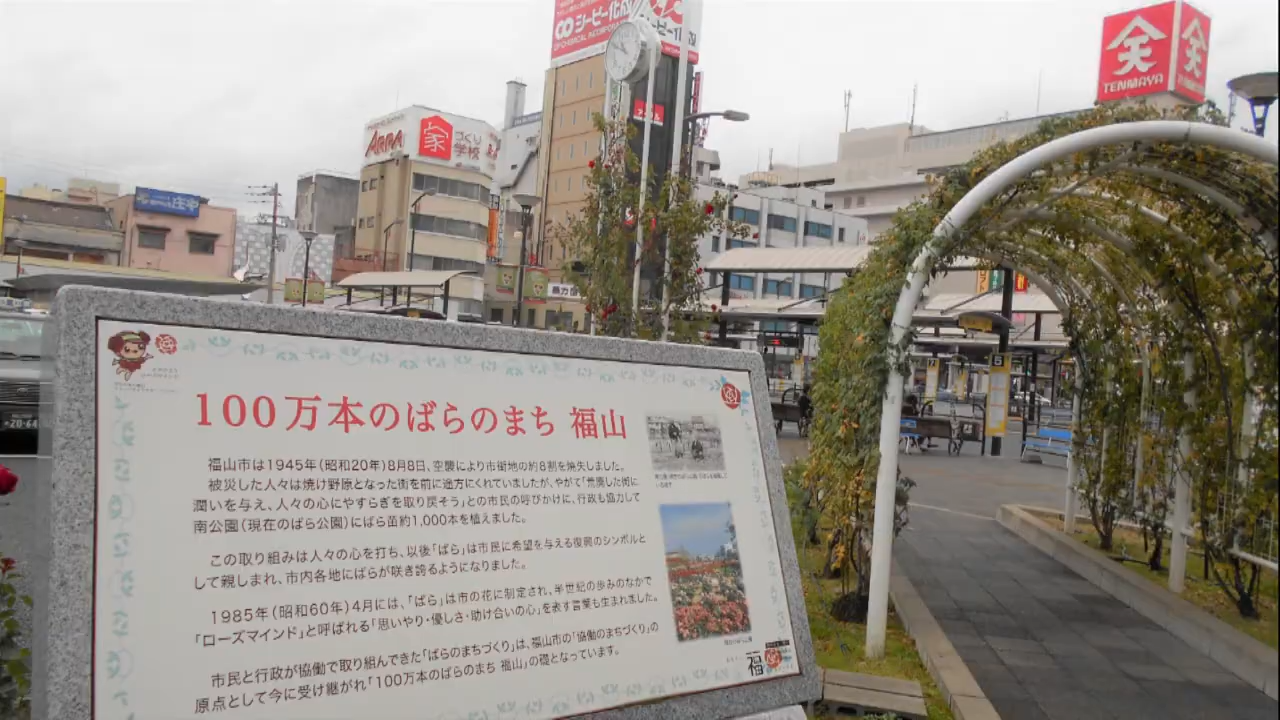 CO シーピー化成
CP CHEMICAL INCORPORATED
天
TENMAYA
ARRA
家づくり学校
庄や
暴力
5
20-64
100万本のばらのまち 福山
福山市は1945年(昭和20年)8月8日、空襲により市街地の約8割を焼失しました。
被災した人々は焼け野原となった街を前に途方にくれていましたが、やがて「荒廃した街に
潤いを与え、人々の心にやすらぎを取り戻そう」との市民の呼びかけに、行政も協力して
南公園(現在のばら公園)にばら苗約1,000本を植えました。
この取り組みは人々の心を打ち、以後「ばら」は市民に希望を与える復興のシンボルと
して親しまれ、市内各地にばらが咲き誇るようになりました。
1985年(昭和60年)4月には、「ばら」は市の花に制定され、半世紀の歩みのなかで
「ローズマインド」と呼ばれる「思いやり・優しさ・助け合いの心」を表す言葉も生まれました。
市民と行政が協働で取り組んできた「ばらのまちづくり」は、福山市の「協働のまちづくり」の
原点として今に受け継がれ「100万本のばらのまち 福山」の礎となっています。
福